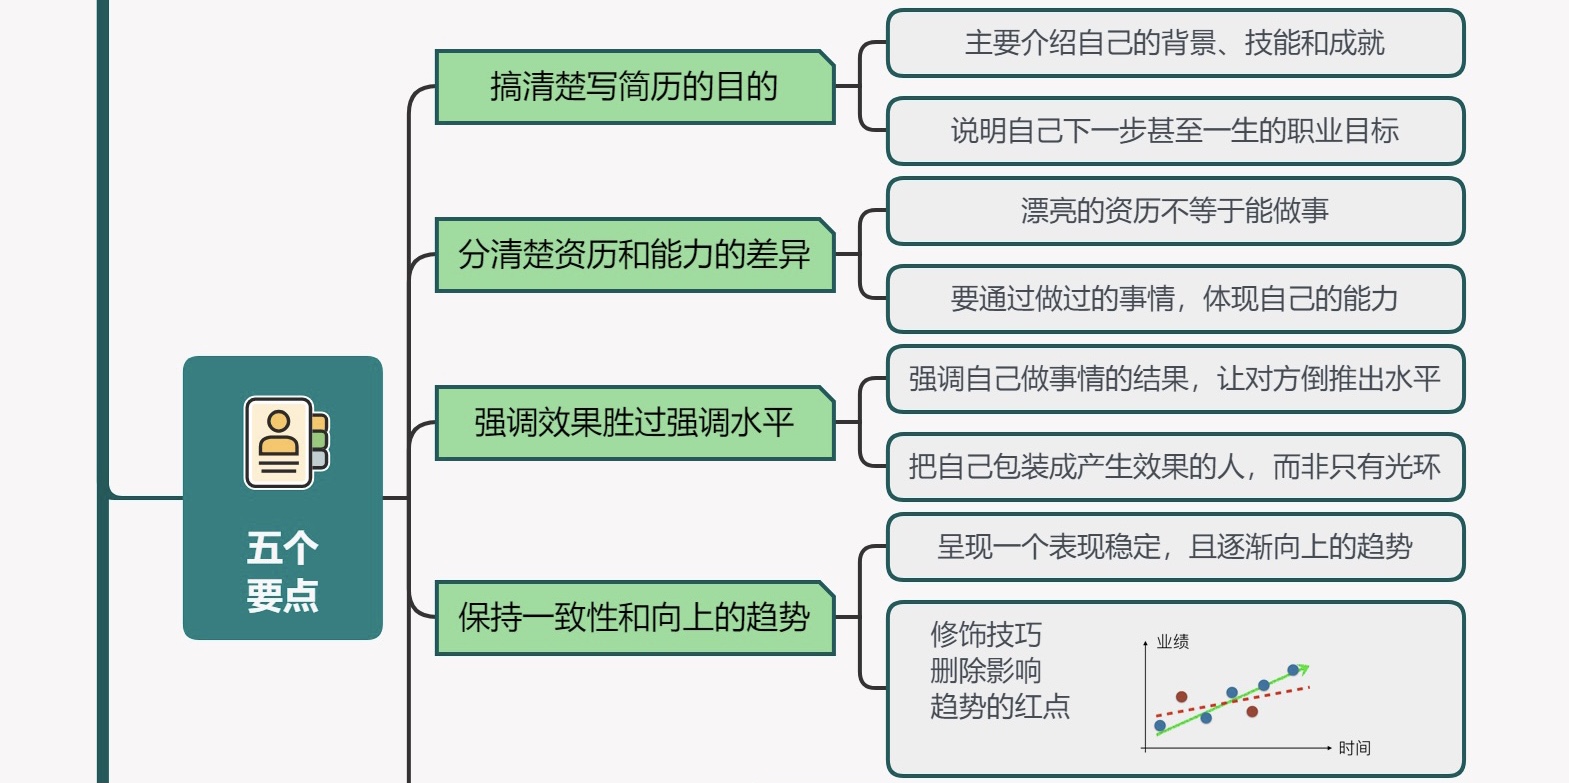 搞清楚写简历的目的
主要介绍自己的背景、技能和成就
说明自己下一步甚至一生的职业目标
分清楚资历和能力的差异
漂亮的资历不等于能做事
要通过做过的事情，体现自己的能力
五个
要点
强调效果胜过强调水平
强调自己做事情的结果，让对方倒推出水平
把自己包装成产生效果的人，而非只有光环
保持一致性和向上的趋势
呈现一个表现稳定，且逐渐向上的趋势
修饰技巧
删除影响
趋势的红点
业绩
时间